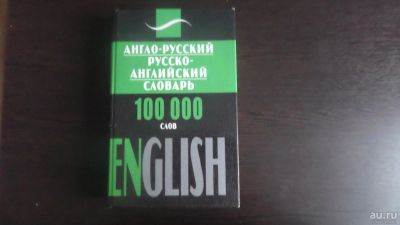 АНГЛО-РУССКИЙ
РУССКО-
АНГЛИЙСКИЙ
СЛОВАРЬ
100 000
СЛОВ
ENGLISH
au.ru